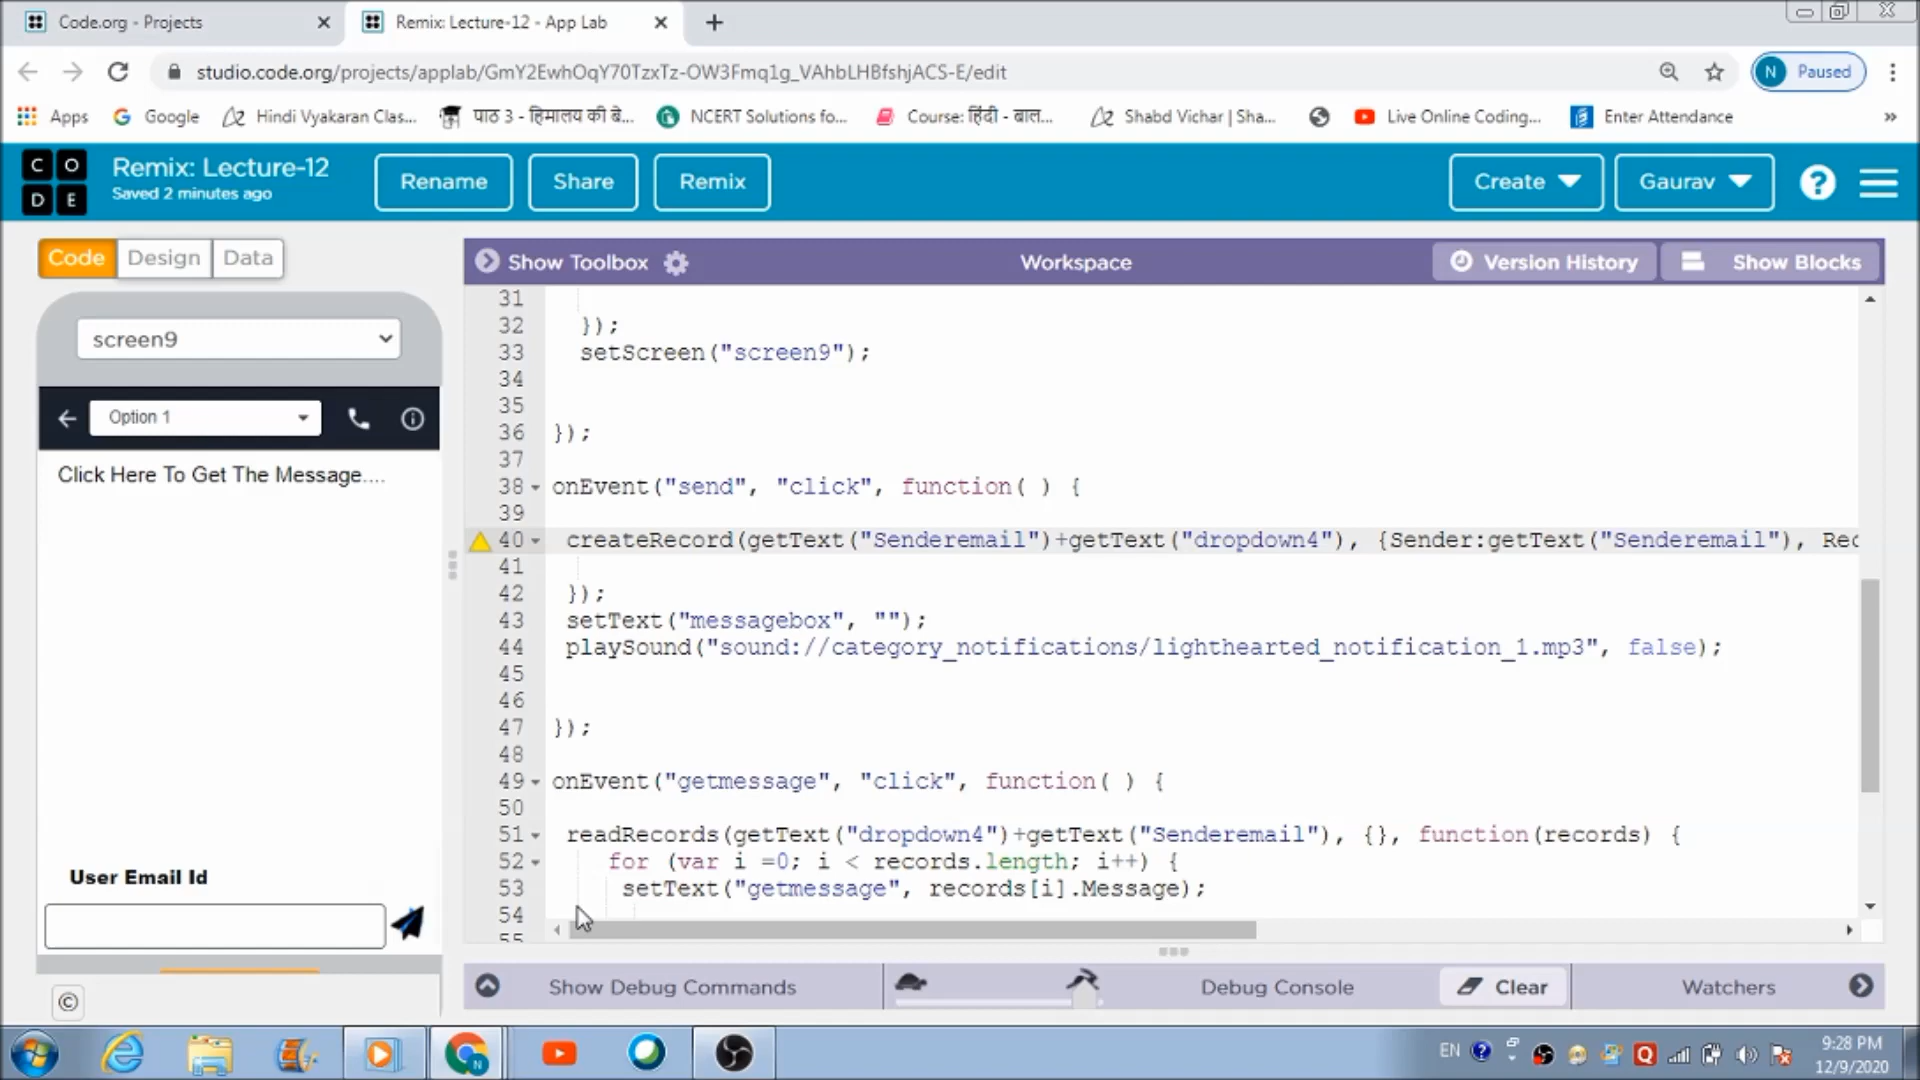 Code.org - Projects
Remix: Lecture-12 - App Lab
studio.code.org/projects/applab/GmY2EwhOqY70TzxTz-OW3Fmq1g_VAhbLHBfshjACS-E/edit
N Paused
Apps Google Hindi Vyakaran Clas... पाठ 3 - हिमालय की बे... NCERT Solutions fo... Course: हिंदी - बाल... Shabd Vichar | Sha... Live Online Coding... Enter Attendance »
CODE
Remix: Lecture-12
Saved 2 minutes ago
Rename Share Remix Create Gaurav ?
Code Design Data
Show Toolbox Workspace Version History Show Blocks
screen9
Option 1
Click Here To Get The Message....
User Email Id
31
32 });
33 setScreen("screen9");
34
35
36 });
37
38 onEvent("send", "click", function( ) {
39
40 createRecord(getText("Senderemail")+getText("dropdown4"), {Sender:getText("Senderemail"), Rec
41
42 });
43 setText("messagebox", "");
44 playSound("sound://category_notifications/lighthearted_notification_1.mp3", false);
45
46
47 });
48
49 onEvent("getmessage", "click", function( ) {
50
51 readRecords(getText("dropdown4")+getText("Senderemail"), {}, function(records) {
52 for (var i =0; i < records.length; i++) {
53 setText("getmessage", records[i].Message);
54
55
©
Show Debug Commands Debug Console Clear Watchers
EN
9:28 PM
12/9/2020